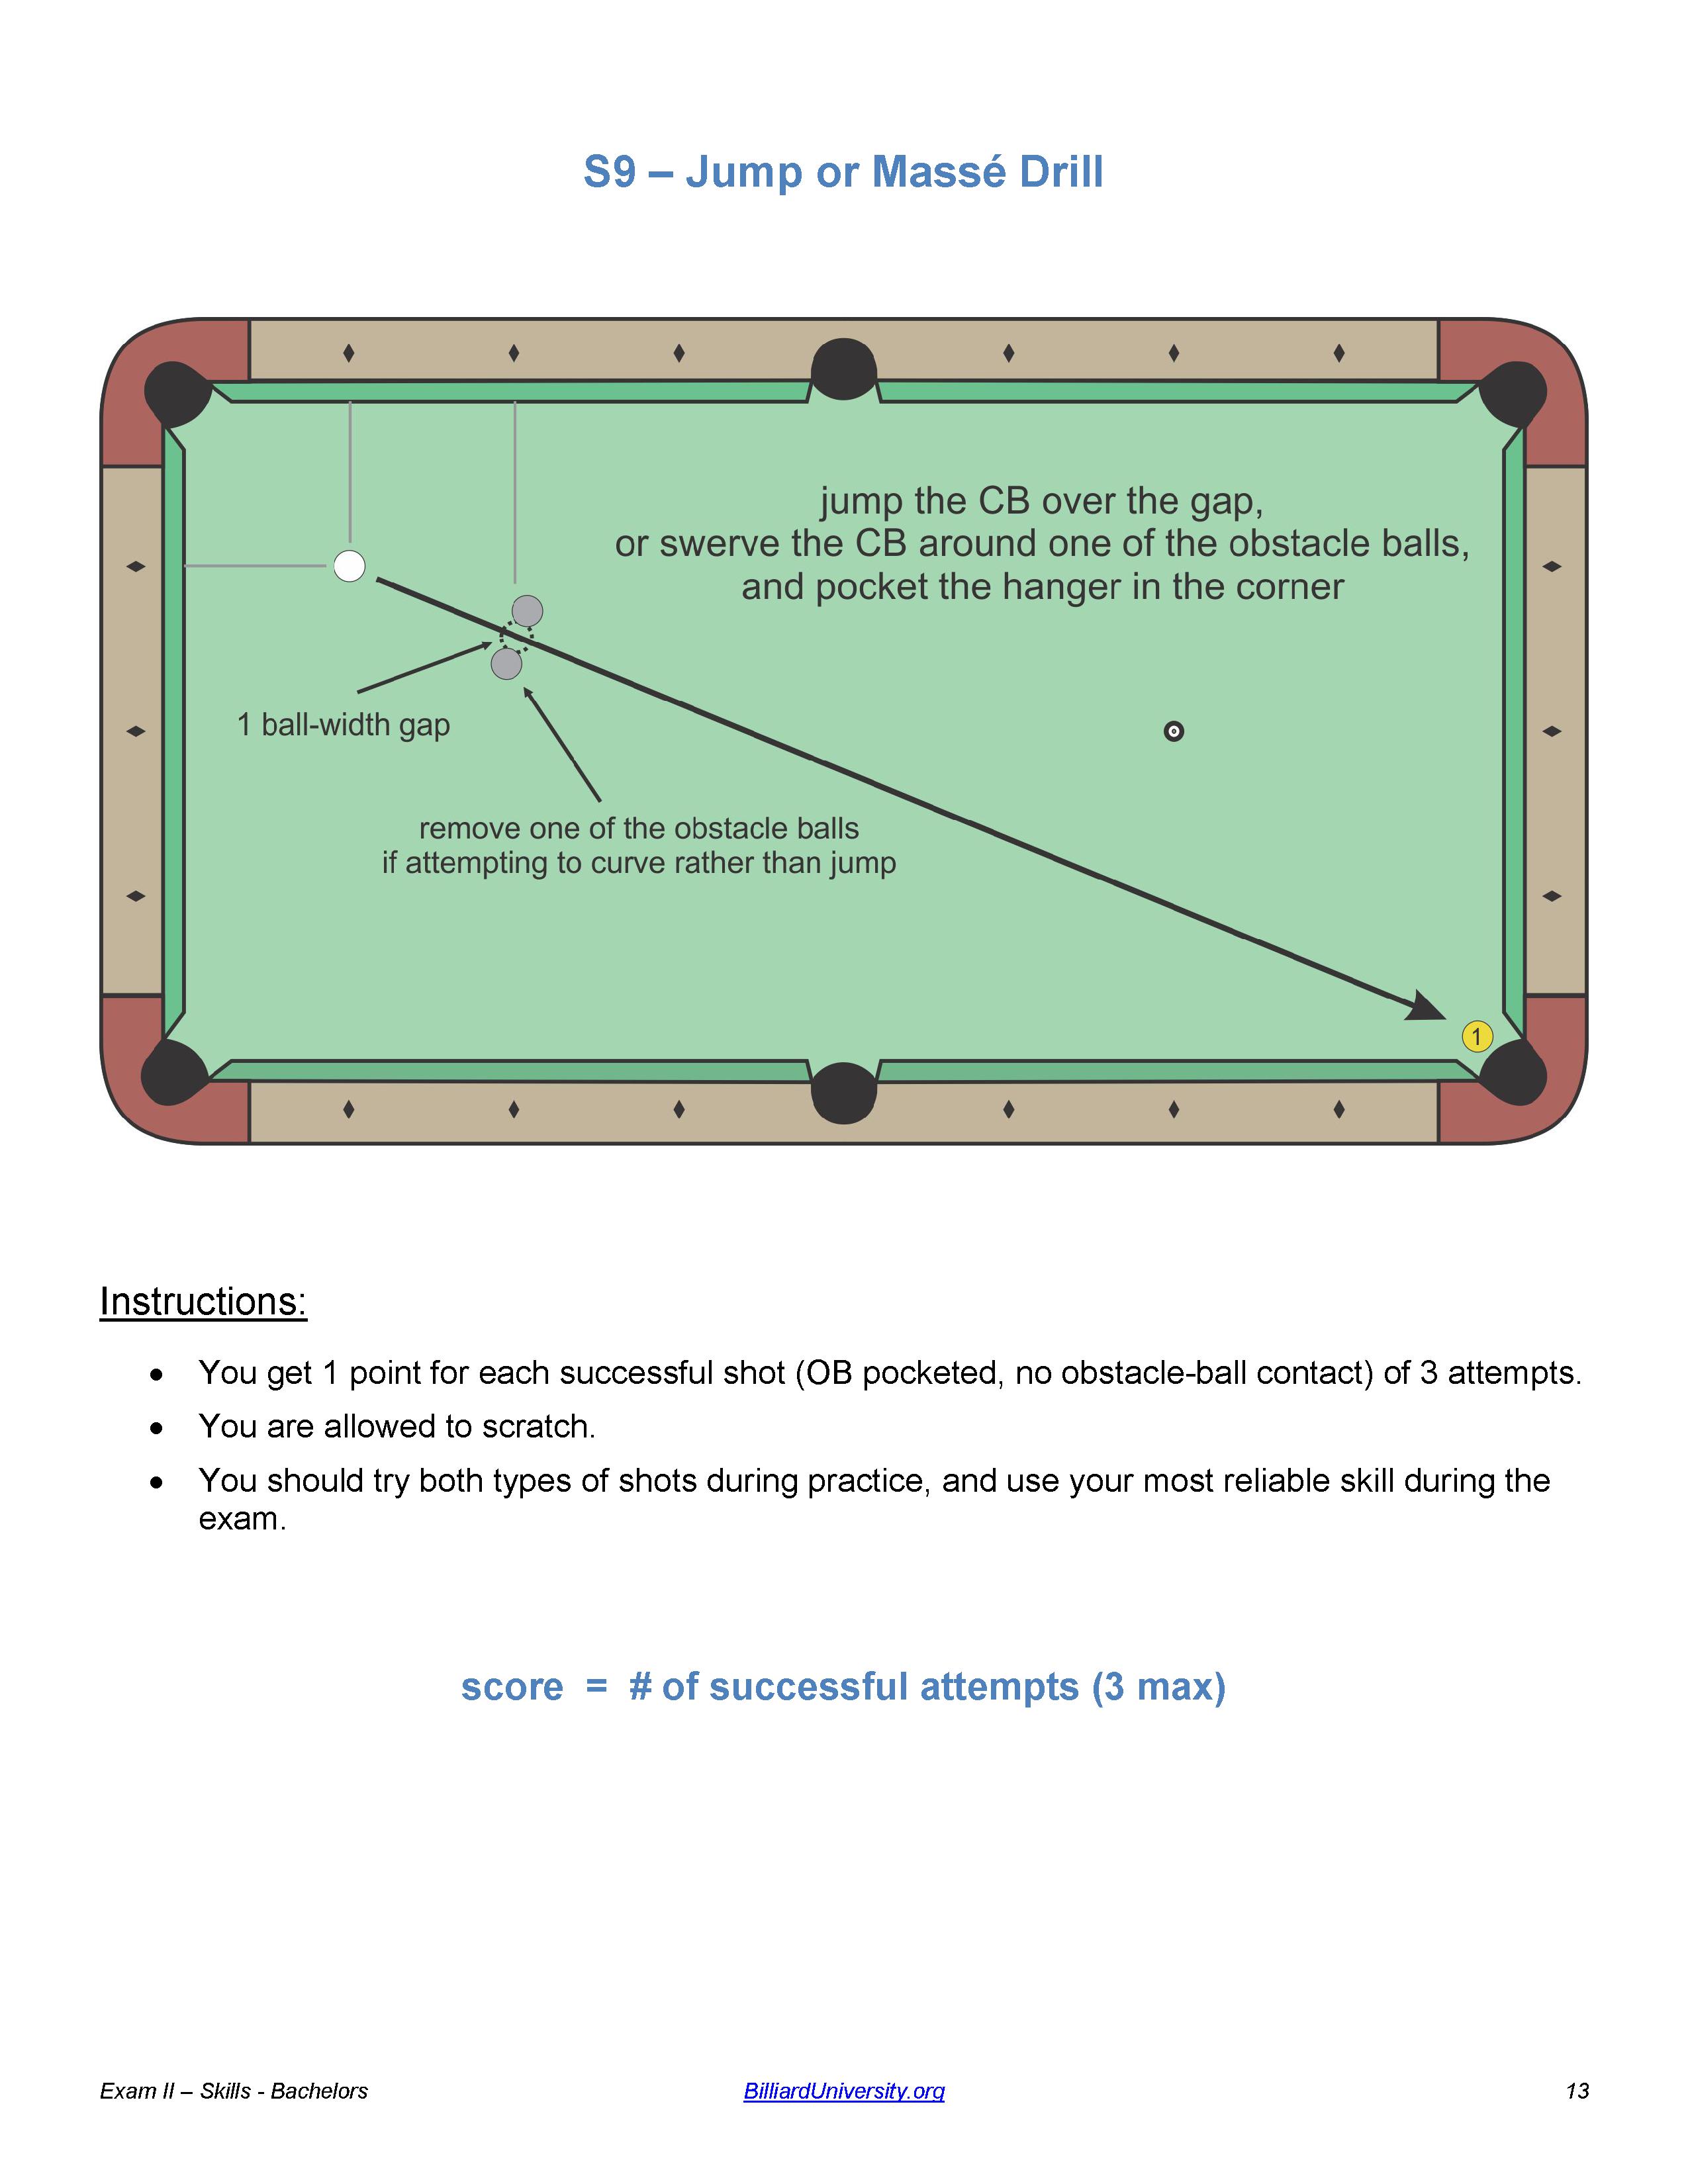 S9 – Jump or Massé Drill
jump the CB over the gap,
or swerve the CB around one of the obstacle balls,
and pocket the hanger in the corner
1 ball-width gap
remove one of the obstacle balls
if attempting to curve rather than jump
1
Instructions:
• You get 1 point for each successful shot (OB pocketed, no obstacle-ball contact) of 3 attempts.
• You are allowed to scratch.
• You should try both types of shots during practice, and use your most reliable skill during the
exam.
score = # of successful attempts (3 max)
Exam II – Skills - Bachelors BilliardUniversity.org 13